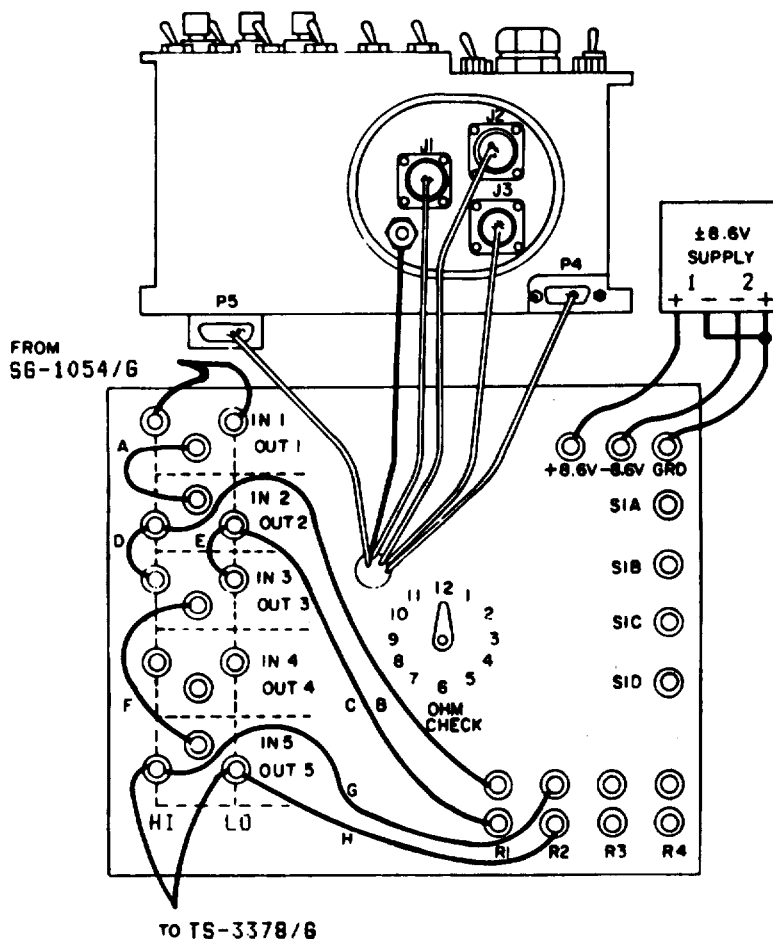 J2
J1
J3
±8.6V
SUPPLY
1 2
+ - - +
P4
P5
FROM
SG-1054/G
IN 1
OUT 1
A
+8.6V -8.6V GRD
IN 2
OUT 2
S1A
D
E
IN 3
OUT 3
S1B
12
11 1
10 2
9 3
8 4
7 5
6
OHM
CHECK
S1C
IN 4
OUT 4
S1D
F
C B
IN 5
OUT 5
G
HI LO
H
R1 R2 R3 R4
TO TS-3378/G